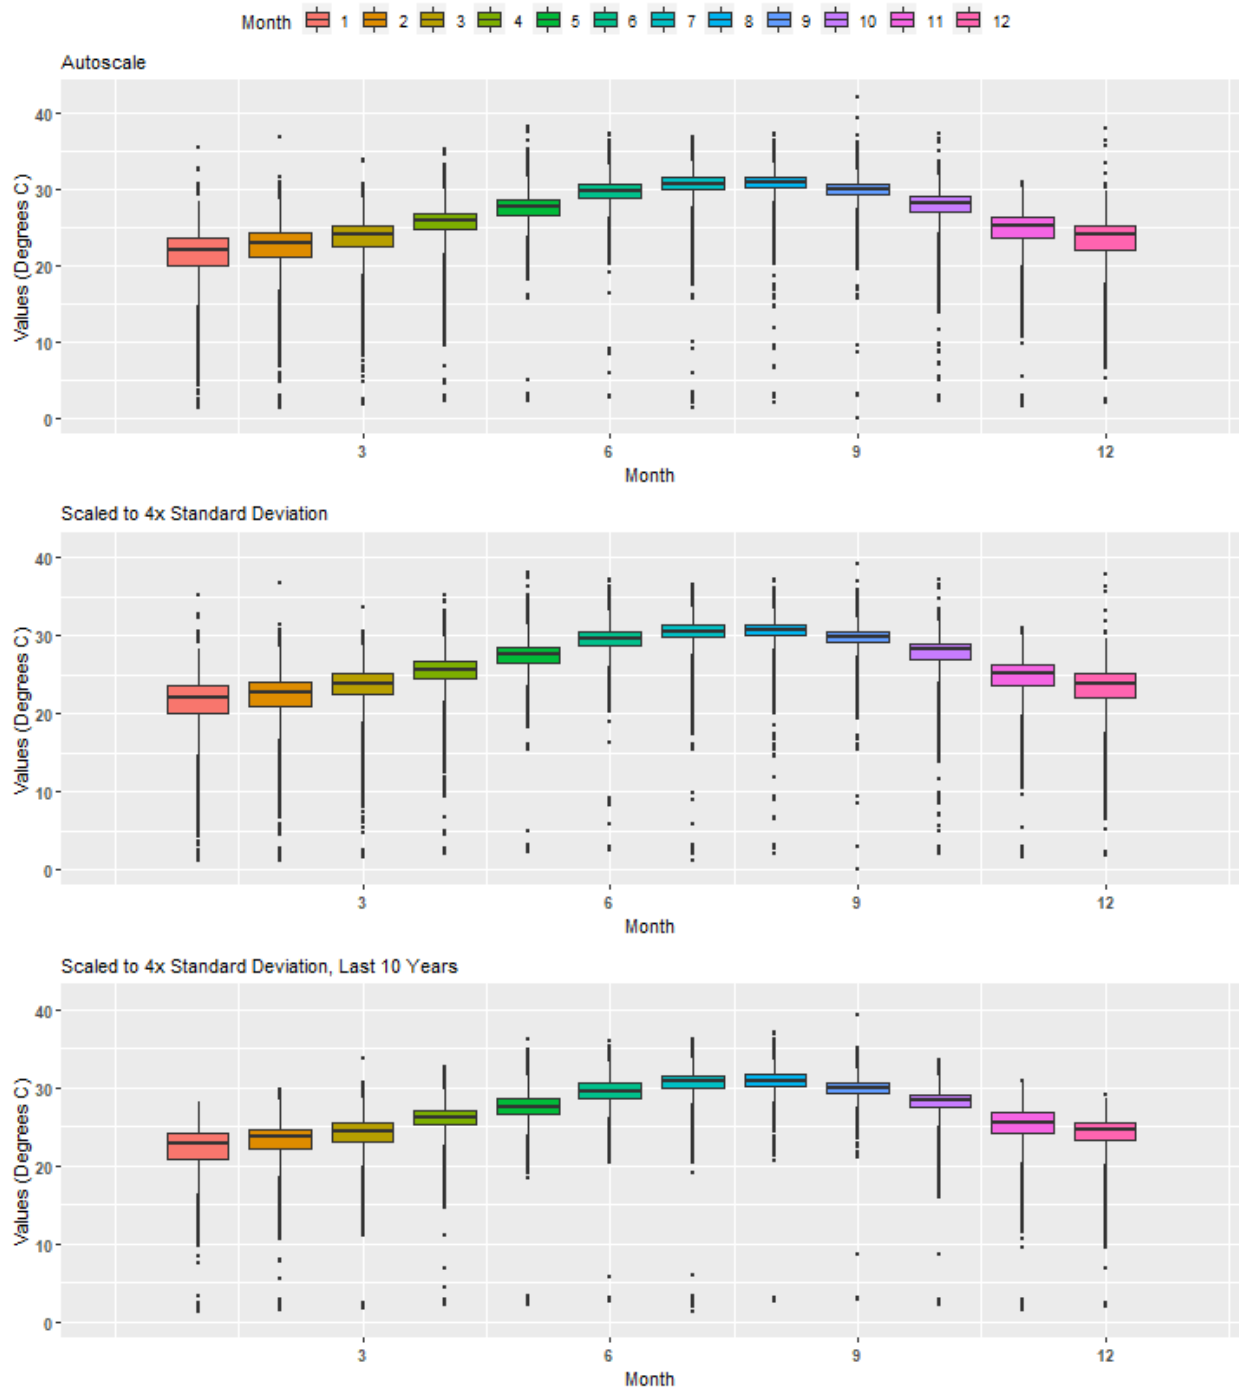 Month 1 2 3 4 5 6 7 8 9 10 11 12
Autoscale
Values (Degrees C)
40
30
20
10
0
3 6 9 12
Month
Scaled to 4x Standard Deviation
Values (Degrees C)
40
30
20
10
0
3 6 9 12
Month
Scaled to 4x Standard Deviation, Last 10 Years
Values (Degrees C)
40
30
20
10
0
3 6 9 12
Month